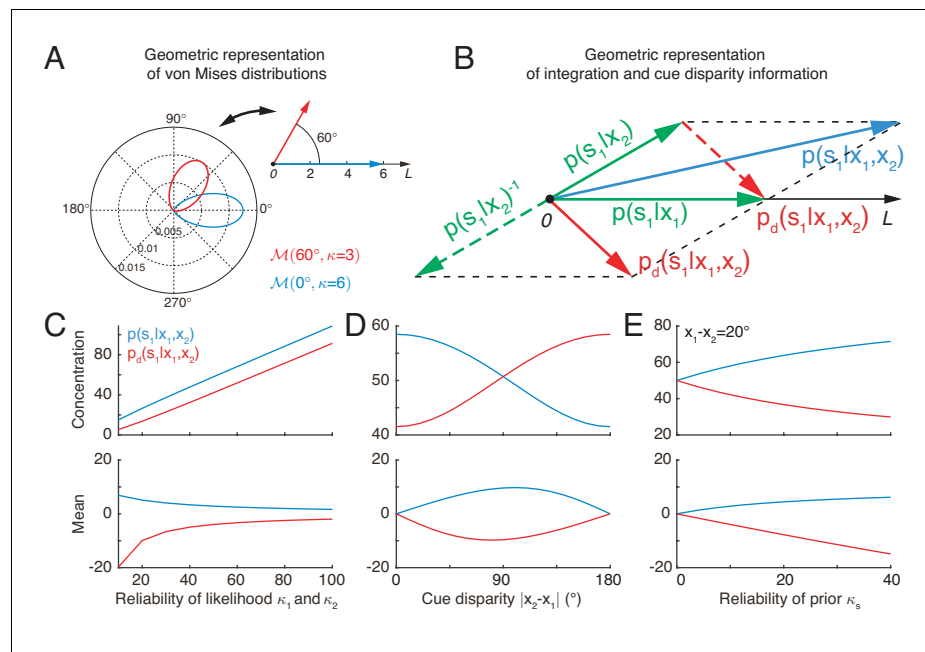 A
Geometric representation
of von Mises distributions
90°
180°
0°
270°
0.005
0.01
0.015
60°
0 2 4 6 L
M(60°, κ=3)
M(0°, κ=6)
B
Geometric representation
of integration and cue disparity information
p(s₁|x₂)
p(s₁|x₁,x₂)
p(s₁|x₂)⁻¹
0
p(s₁|x₁)
p_d(s₁|x₁,x₂)
L
p_d(s₁|x₁,x₂)
C
p(s₁|x₁,x₂)
p_d(s₁|x₁,x₂)
Concentration
80
40
0
Mean
20
0
-20
20 40 60 80 100
Reliability of likelihood κ₁ and κ₂
D
60
50
40
20
0
-20
0 90 180
Cue disparity |x₂-x₁| (°)
E
x₁-x₂=20°
80
60
40
20
20
0
-20
0 20 40
Reliability of prior κₛ